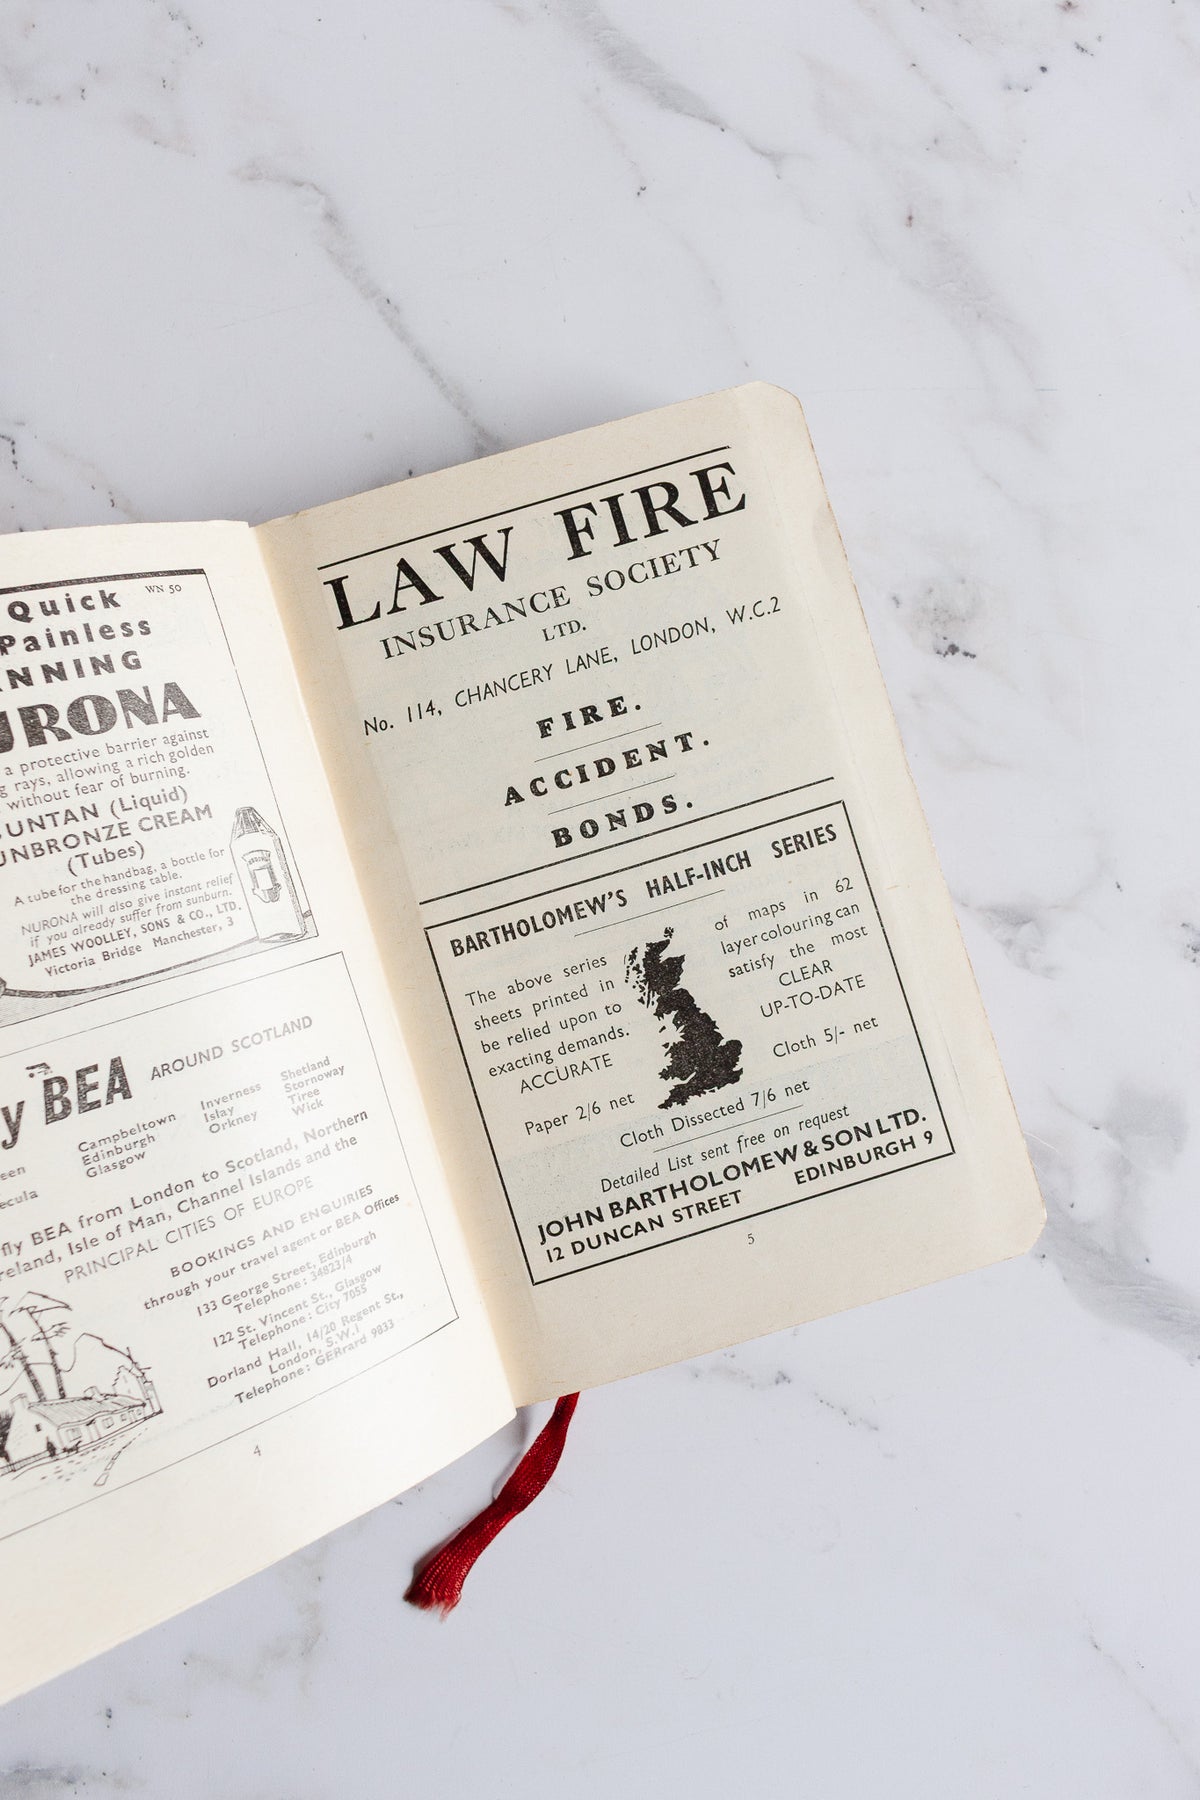 Quick
WN 50
Painless
URONA
a protective barrier against
rays, allowing a rich golden
without fear of burning.
SUNTAN (Liquid)
CREAM
(Tubes)
A tube for the handbag, a bottle for
the dressing table.
NURONA will also give instant relief
if you already suffer from sunburn.
JAMES WOOLLEY, SONS & CO., LTD.
Victoria Bridge Manchester, 3
y BEA AROUND SCOTLAND
Campbeltown Inverness Shetland
Edinburgh Islay Stornoway
Glasgow Orkney Tiree
Wick
fly BEA from London to Scotland, Northern
Isle of Man, Channel Islands and the
PRINCIPAL CITIES OF EUROPE
BOOKINGS AND ENQUIRIES
through your travel agent or BEA Offices
133 George Street, Edinburgh
Telephone: 34823/4
122 St. Vincent St., Glasgow
Telephone: City 7055
Dorland Hall, 14/20 Regent St.,
London, S.W.1
Telephone: GERrard 9833
4
LAW FIRE
INSURANCE SOCIETY
LTD.
No. 114, CHANCERY LANE, LONDON, W.C.2
FIRE.
ACCIDENT.
BONDS.
BARTHOLOMEW'S HALF-INCH SERIES
The above series of maps in 62
sheets printed in layer colouring can
be relied upon to satisfy the most
exacting demands. CLEAR
ACCURATE UP-TO-DATE
Paper 2/6 net Cloth 5/- net
Cloth Dissected 7/6 net
Detailed List sent free on request
JOHN BARTHOLOMEW & SON LTD.
12 DUNCAN STREET EDINBURGH 9
5